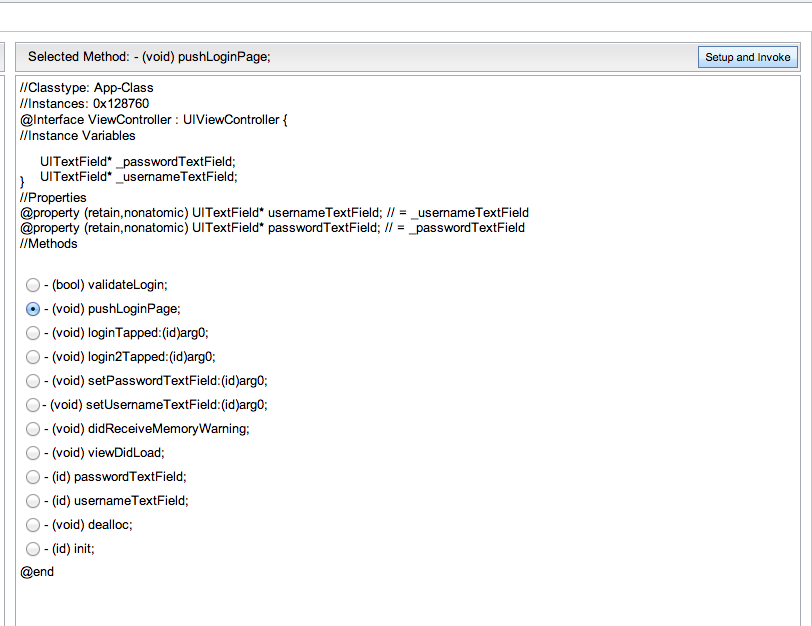 Selected Method: - (void) pushLoginPage;
Setup and Invoke
//Classtype: App-Class
//Instances: 0x128760
@Interface ViewController : UIViewController {
//Instance Variables
UITextField* _passwordTextField;
UITextField* _usernameTextField;
}
//Properties
@property (retain,nonatomic) UITextField* usernameTextField; // = _usernameTextField
@property (retain,nonatomic) UITextField* passwordTextField; // = _passwordTextField
//Methods
- (bool) validateLogin;
- (void) pushLoginPage;
- (void) loginTapped:(id)arg0;
- (void) login2Tapped:(id)arg0;
- (void) setPasswordTextField:(id)arg0;
- (void) setUsernameTextField:(id)arg0;
- (void) didReceiveMemoryWarning;
- (void) viewDidLoad;
- (id) passwordTextField;
- (id) usernameTextField;
- (void) dealloc;
- (id) init;
@end